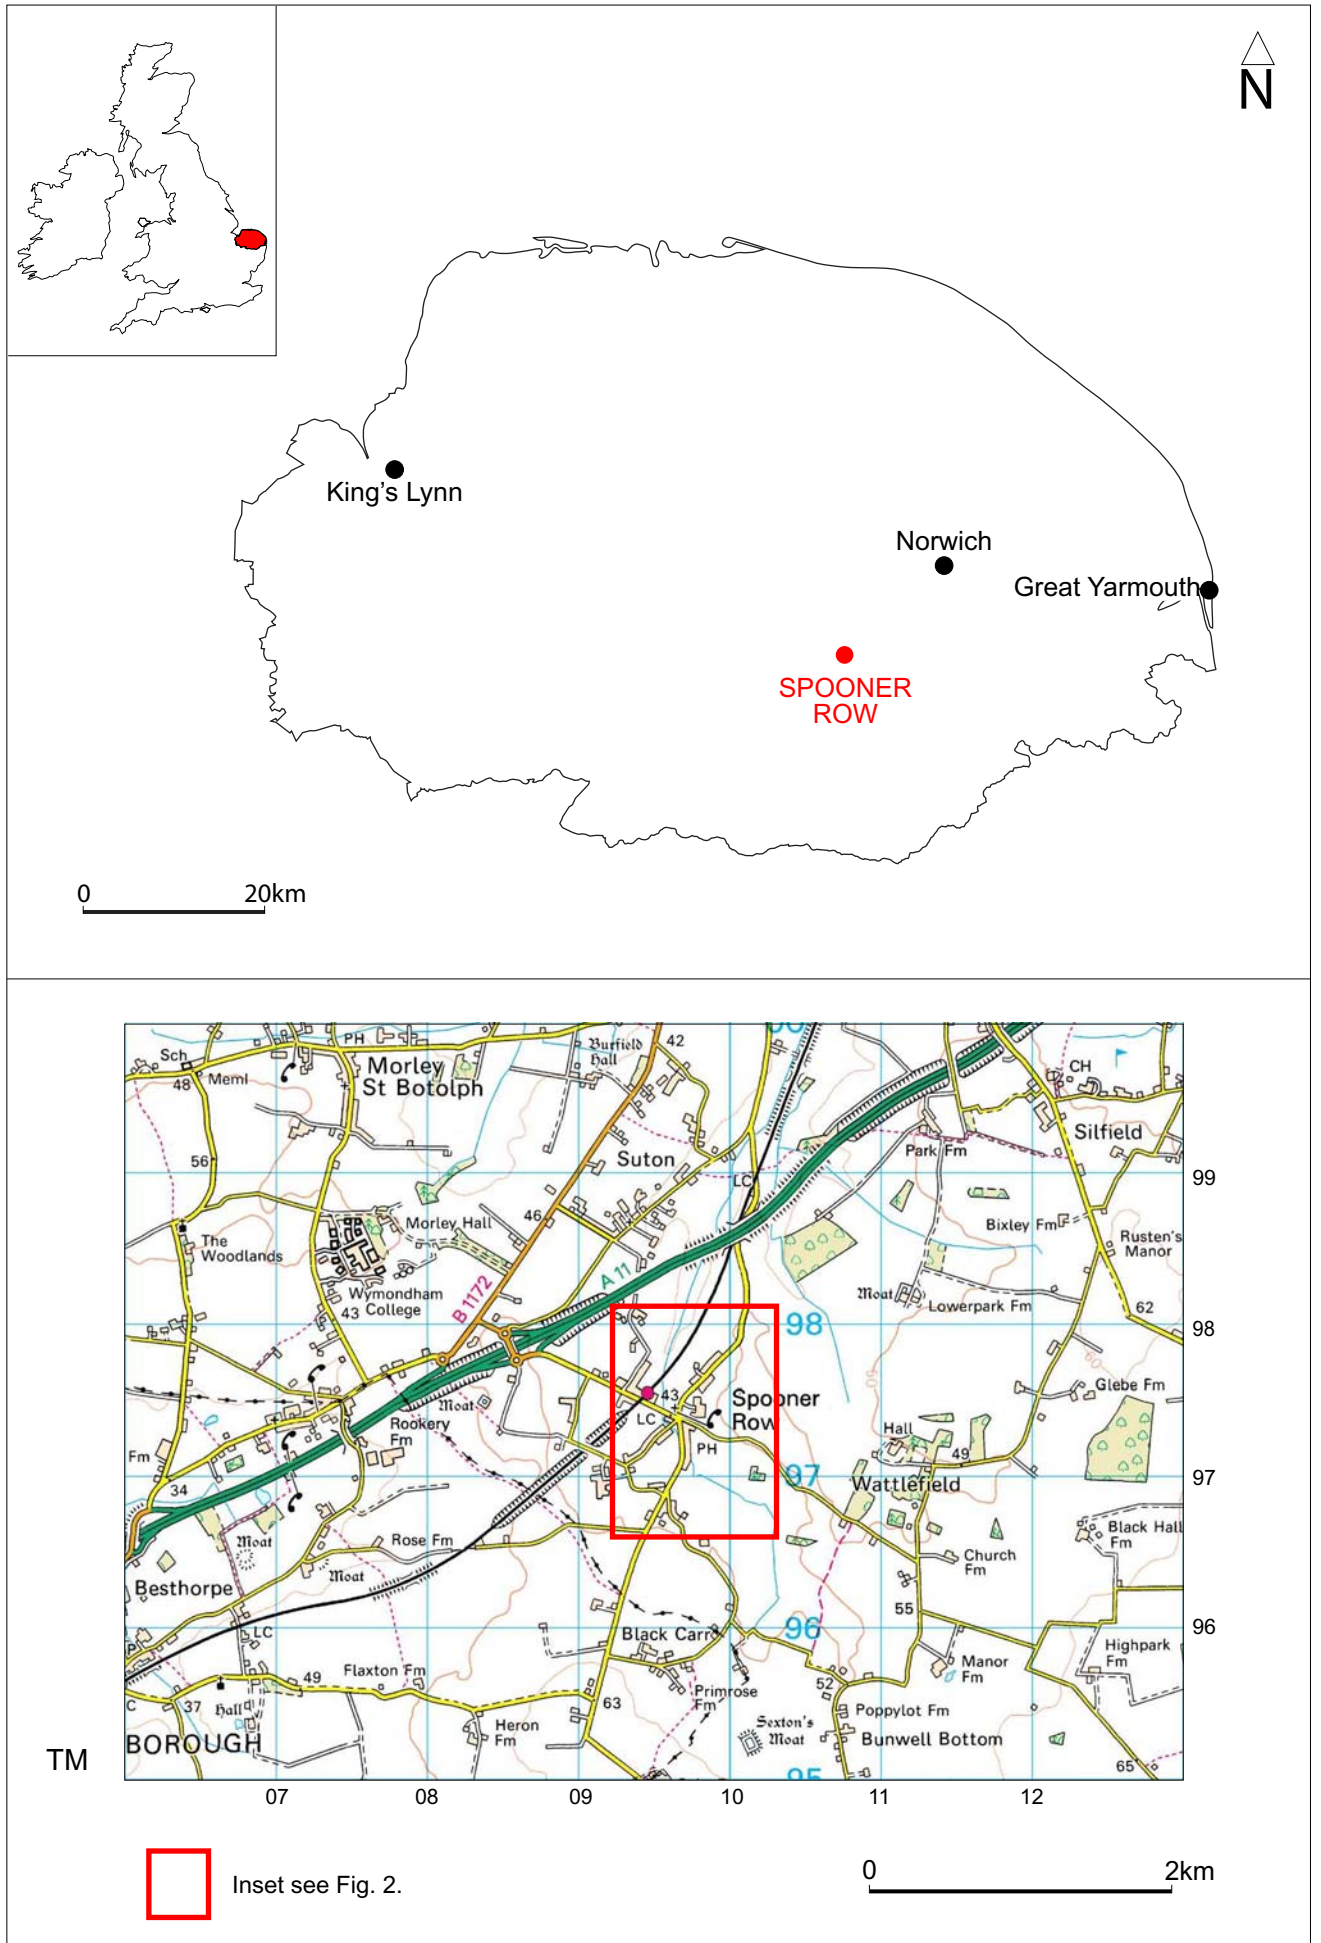 N
King's Lynn
Norwich
Great Yarmouth
SPOONER
ROW
0 20km
PH
Burfield
Hall
42
Sch
48
Meml
Morley
St Botolph
CH
Silfield
56
Suton
Park Fm
LC
99
46
Morley Hall
The
Woodlands
Bixley Fm
Rusten's
Manor
A 11
B 1172
Wymondham
College
43
Moat
Lowerpark Fm
62
98
98
43
Spooner
Row
Glebe Fm
Moat
LC
Rookery
Fm
PH
Hall
49
Fm
97
97
Wattlefield
34
Moat
Rose Fm
Black Hall
Fm
Church
Fm
Moat
Besthorpe
55
96
96
LC
Black Carr
P
Highpark
Fm
Manor
Fm
Flaxton Fm
49
52
Primrose
Fm
C
37
Hall
63
Poppylot Fm
Heron
Fm
Sexton's
Moat
Bunwell Bottom
BOROUGH
TM
65
95
07 08 09 10 11 12
Inset see Fig. 2.
0 2km